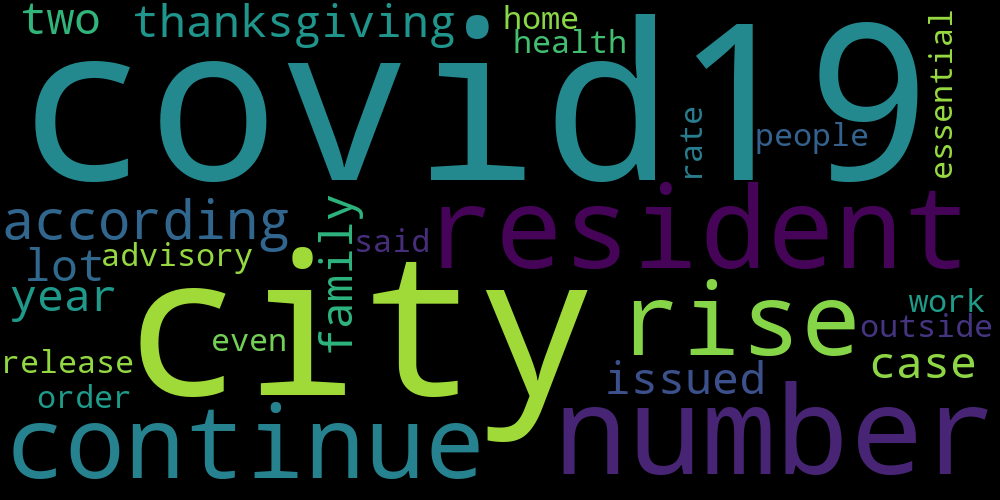 two
thanksgiving
home
health
covid19
essential
rate
people
according
resident
said
family
lot
advisory
city
year
rise
work
outside
even
release
issued
case
order
continue
number